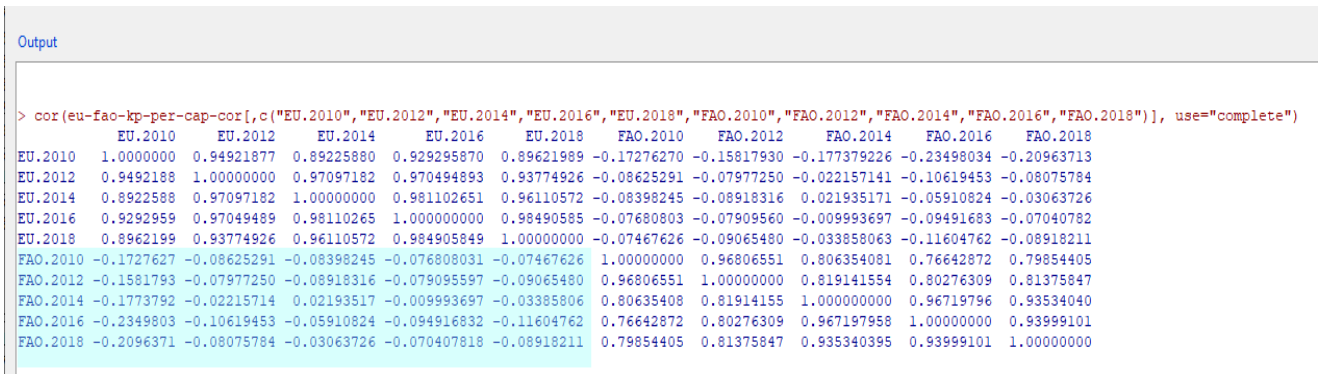 Output
> cor(eu-fao-kp-per-cap-cor[,c("EU.2010","EU.2012","EU.2014","EU.2016","EU.2018","FAO.2010","FAO.2012","FAO.2014","FAO.2016","FAO.2018")], use="complete")
EU.2010 EU.2012 EU.2014 EU.2016 EU.2018 FAO.2010 FAO.2012 FAO.2014 FAO.2016 FAO.2018
EU.2010 1.0000000 0.94921877 0.89225880 0.929295870 0.89621989 -0.17276270 -0.15817930 -0.177379226 -0.23498034 -0.20963713
EU.2012 0.9492188 1.00000000 0.97097182 0.970494893 0.93774926 -0.08625291 -0.07977250 -0.022157141 -0.10619453 -0.08075784
EU.2014 0.8922588 0.97097182 1.00000000 0.981102651 0.96110572 -0.08398245 -0.08918316 0.021935171 -0.05910824 -0.03063726
EU.2016 0.9292959 0.97049489 0.98110265 1.000000000 0.98490585 -0.07680803 -0.07909560 -0.009993697 -0.09491683 -0.07040782
EU.2018 0.8962199 0.93774926 0.96110572 0.984905849 1.00000000 -0.07467626 -0.09065480 -0.033858063 -0.11604762 -0.08918211
FAO.2010 -0.1727627 -0.08625291 -0.08398245 -0.076808031 -0.07467626 1.00000000 0.96806551 0.806354081 0.76642872 0.79854405
FAO.2012 -0.1581793 -0.07977250 -0.08918316 -0.079095597 -0.09065480 0.96806551 1.00000000 0.819141554 0.80276309 0.81375847
FAO.2014 -0.1773792 -0.02215714 0.02193517 -0.009993697 -0.03385806 0.80635408 0.81914155 1.000000000 0.96719796 0.93534040
FAO.2016 -0.2349803 -0.10619453 -0.05910824 -0.094916832 -0.11604762 0.76642872 0.80276309 0.967197958 1.00000000 0.93999101
FAO.2018 -0.2096371 -0.08075784 -0.03063726 -0.070407818 -0.08918211 0.79854405 0.81375847 0.935340395 0.93999101 1.00000000